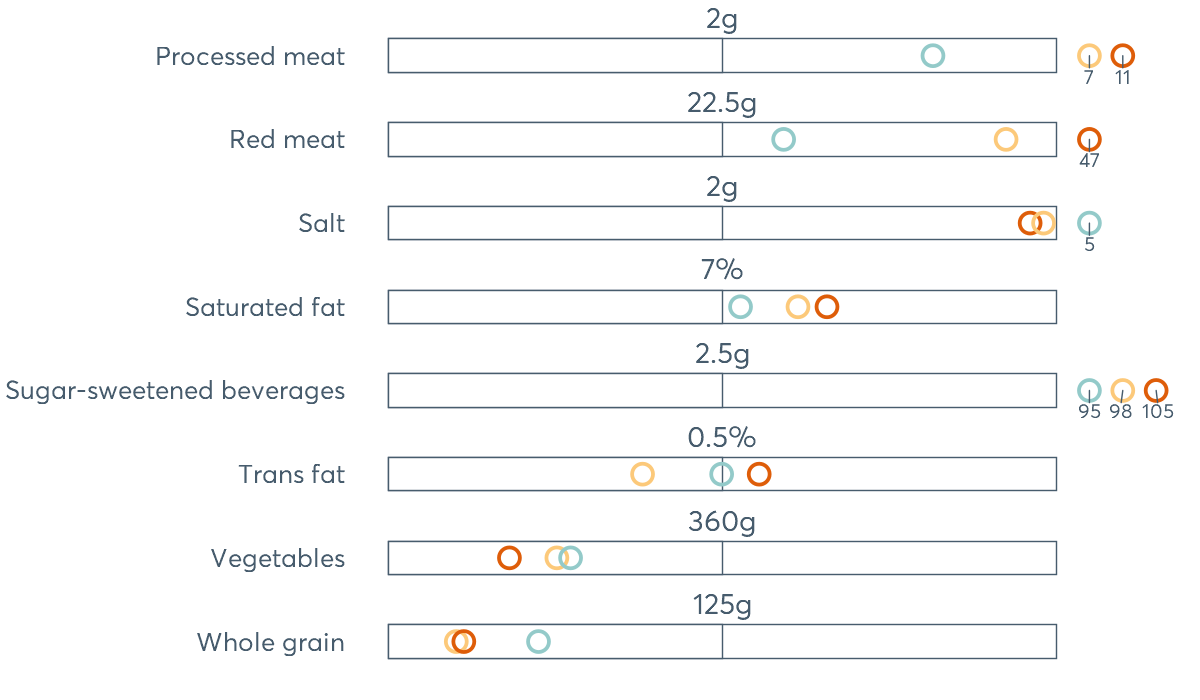 2g
Processed meat
7 11
22.5g
Red meat
47
2g
Salt
5
7%
Saturated fat
2.5g
Sugar-sweetened beverages
95 98 105
0.5%
Trans fat
360g
Vegetables
125g
Whole grain